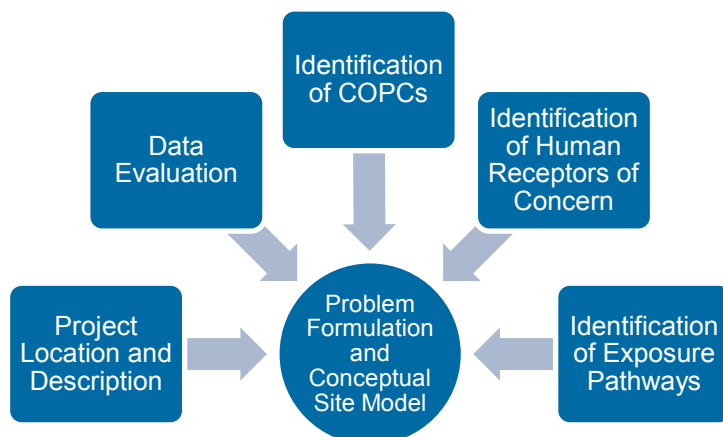 Identification
of COPCs
Data
Evaluation
Identification
of Human
Receptors of
Concern
Project
Location and
Description
Problem
Formulation
and
Conceptual
Site Model
Identification
of Exposure
Pathways